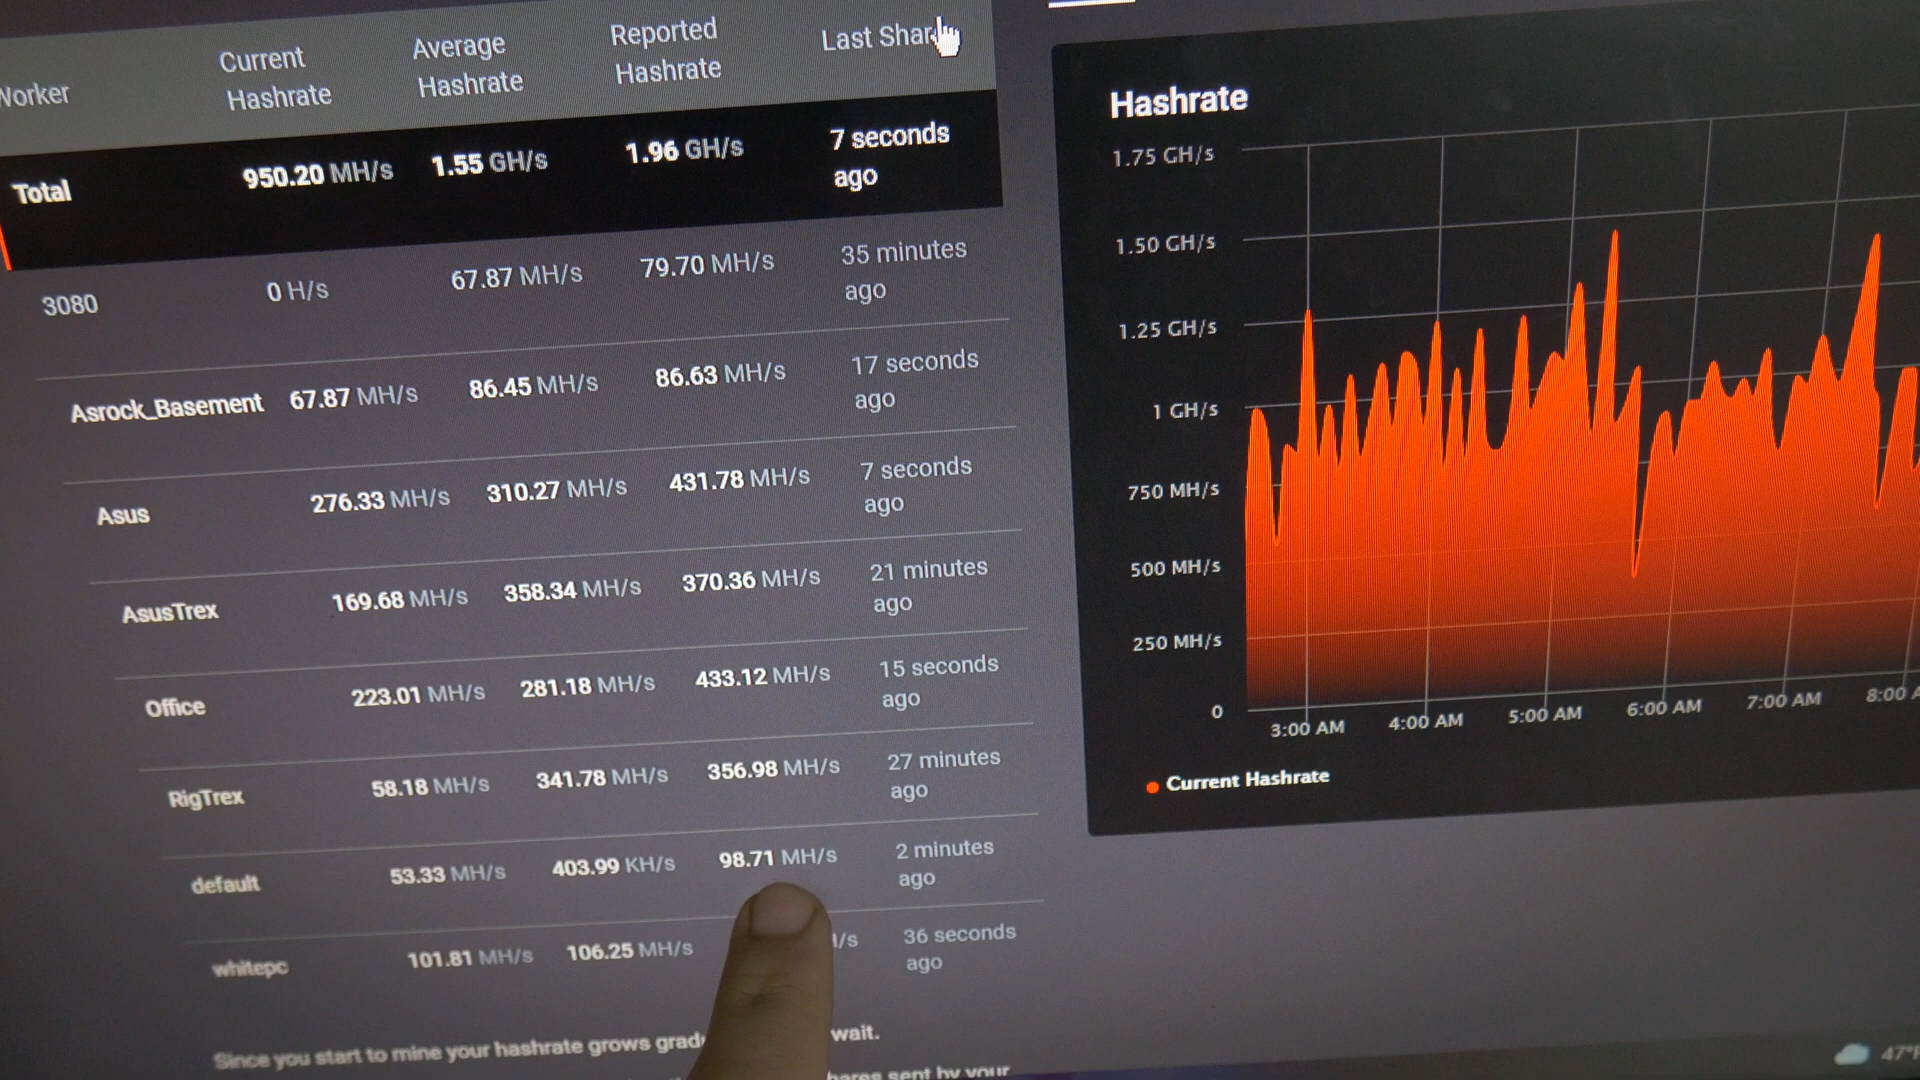 Worker Current Hashrate Average Hashrate Reported Hashrate Last Shar
Total 950.20 MH/s 1.55 GH/s 1.96 GH/s 7 seconds ago
3080 0 H/s 67.87 MH/s 79.70 MH/s 35 minutes ago
Asrock_Basement 67.87 MH/s 86.45 MH/s 86.63 MH/s 17 seconds ago
Asus 276.33 MH/s 310.27 MH/s 431.78 MH/s 7 seconds ago
AsusTrex 169.68 MH/s 358.34 MH/s 370.36 MH/s 21 minutes ago
Office 223.01 MH/s 281.18 MH/s 433.12 MH/s 15 seconds ago
RigTrex 58.18 MH/s 341.78 MH/s 356.98 MH/s 27 minutes ago
default 53.33 MH/s 403.99 KH/s 98.71 MH/s 2 minutes ago
whitepc 101.81 MH/s 106.25 MH/s /s 36 seconds ago
Since you start to mine your hashrate grows grad wait.
sent by your
Hashrate
1.75 GH/s
1.50 GH/s
1.25 GH/s
1 GH/s
750 MH/s
500 MH/s
250 MH/s
0
3:00 AM 4:00 AM 5:00 AM 6:00 AM 7:00 AM 8:00 A
Current Hashrate
47°F